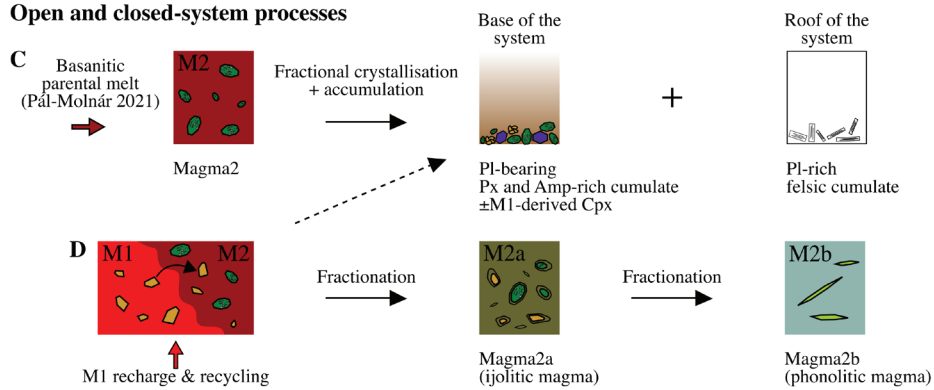 Open and closed-system processes
C
Basanitic
parental melt
(Pál-Molnár 2021)
M2
Magma2
Fractional crystallisation
+ accumulation
Base of the
system
+
Roof of the
system
Pl-bearing
Px and Amp-rich cumulate
±M1-derived Cpx
Pl-rich
felsic cumulate
D
M1
M2
M1 recharge & recycling
Fractionation
M2a
Magma2a
(ijolitic magma)
Fractionation
M2b
Magma2b
(phonolitic magma)